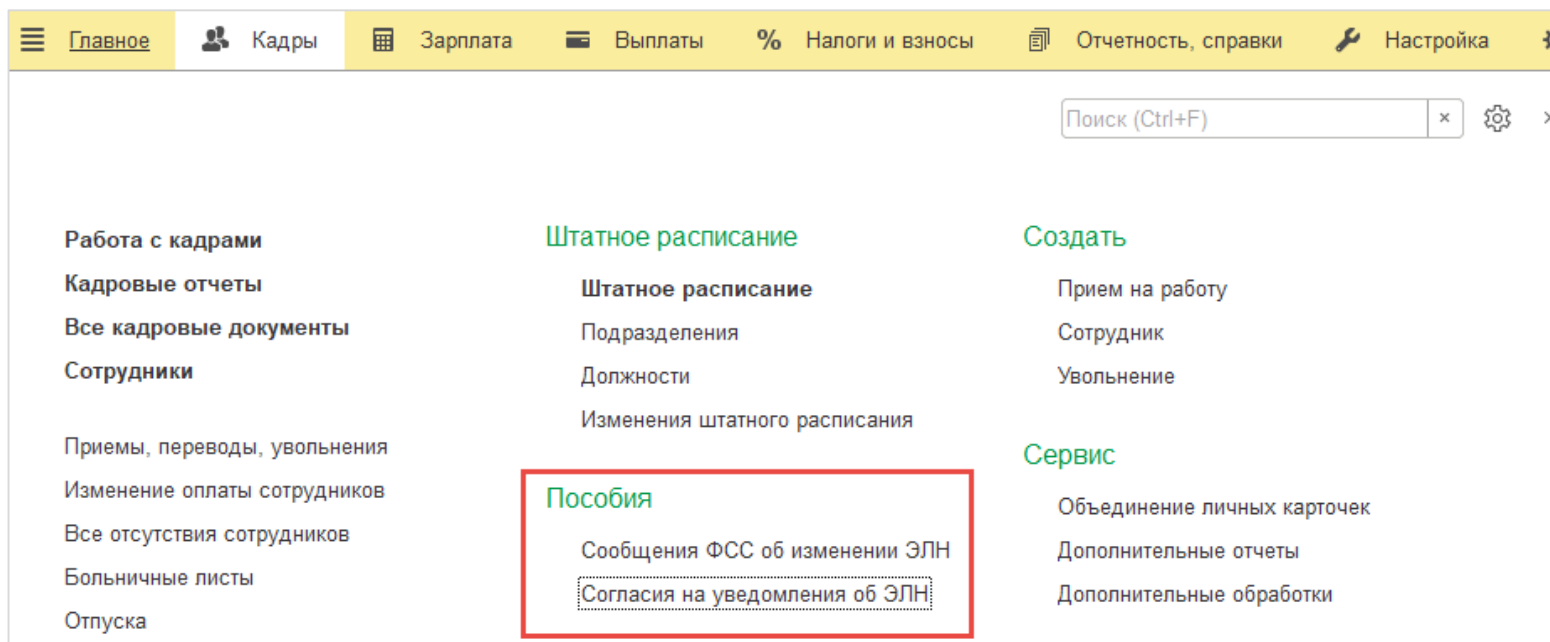 Главное Кадры Зарплата Выплаты % Налоги и взносы Отчетность, справки Настройка
Поиск (Ctrl+F)
Работа с кадрами
Кадровые отчеты
Все кадровые документы
Сотрудники
Приемы, переводы, увольнения
Изменение оплаты сотрудников
Все отсутствия сотрудников
Больничные листы
Отпуска
Штатное расписание
Штатное расписание
Подразделения
Должности
Изменения штатного расписания
Пособия
Сообщения ФСС об изменении ЭЛН
Согласия на уведомления об ЭЛН
Создать
Прием на работу
Сотрудник
Увольнение
Сервис
Объединение личных карточек
Дополнительные отчеты
Дополнительные обработки